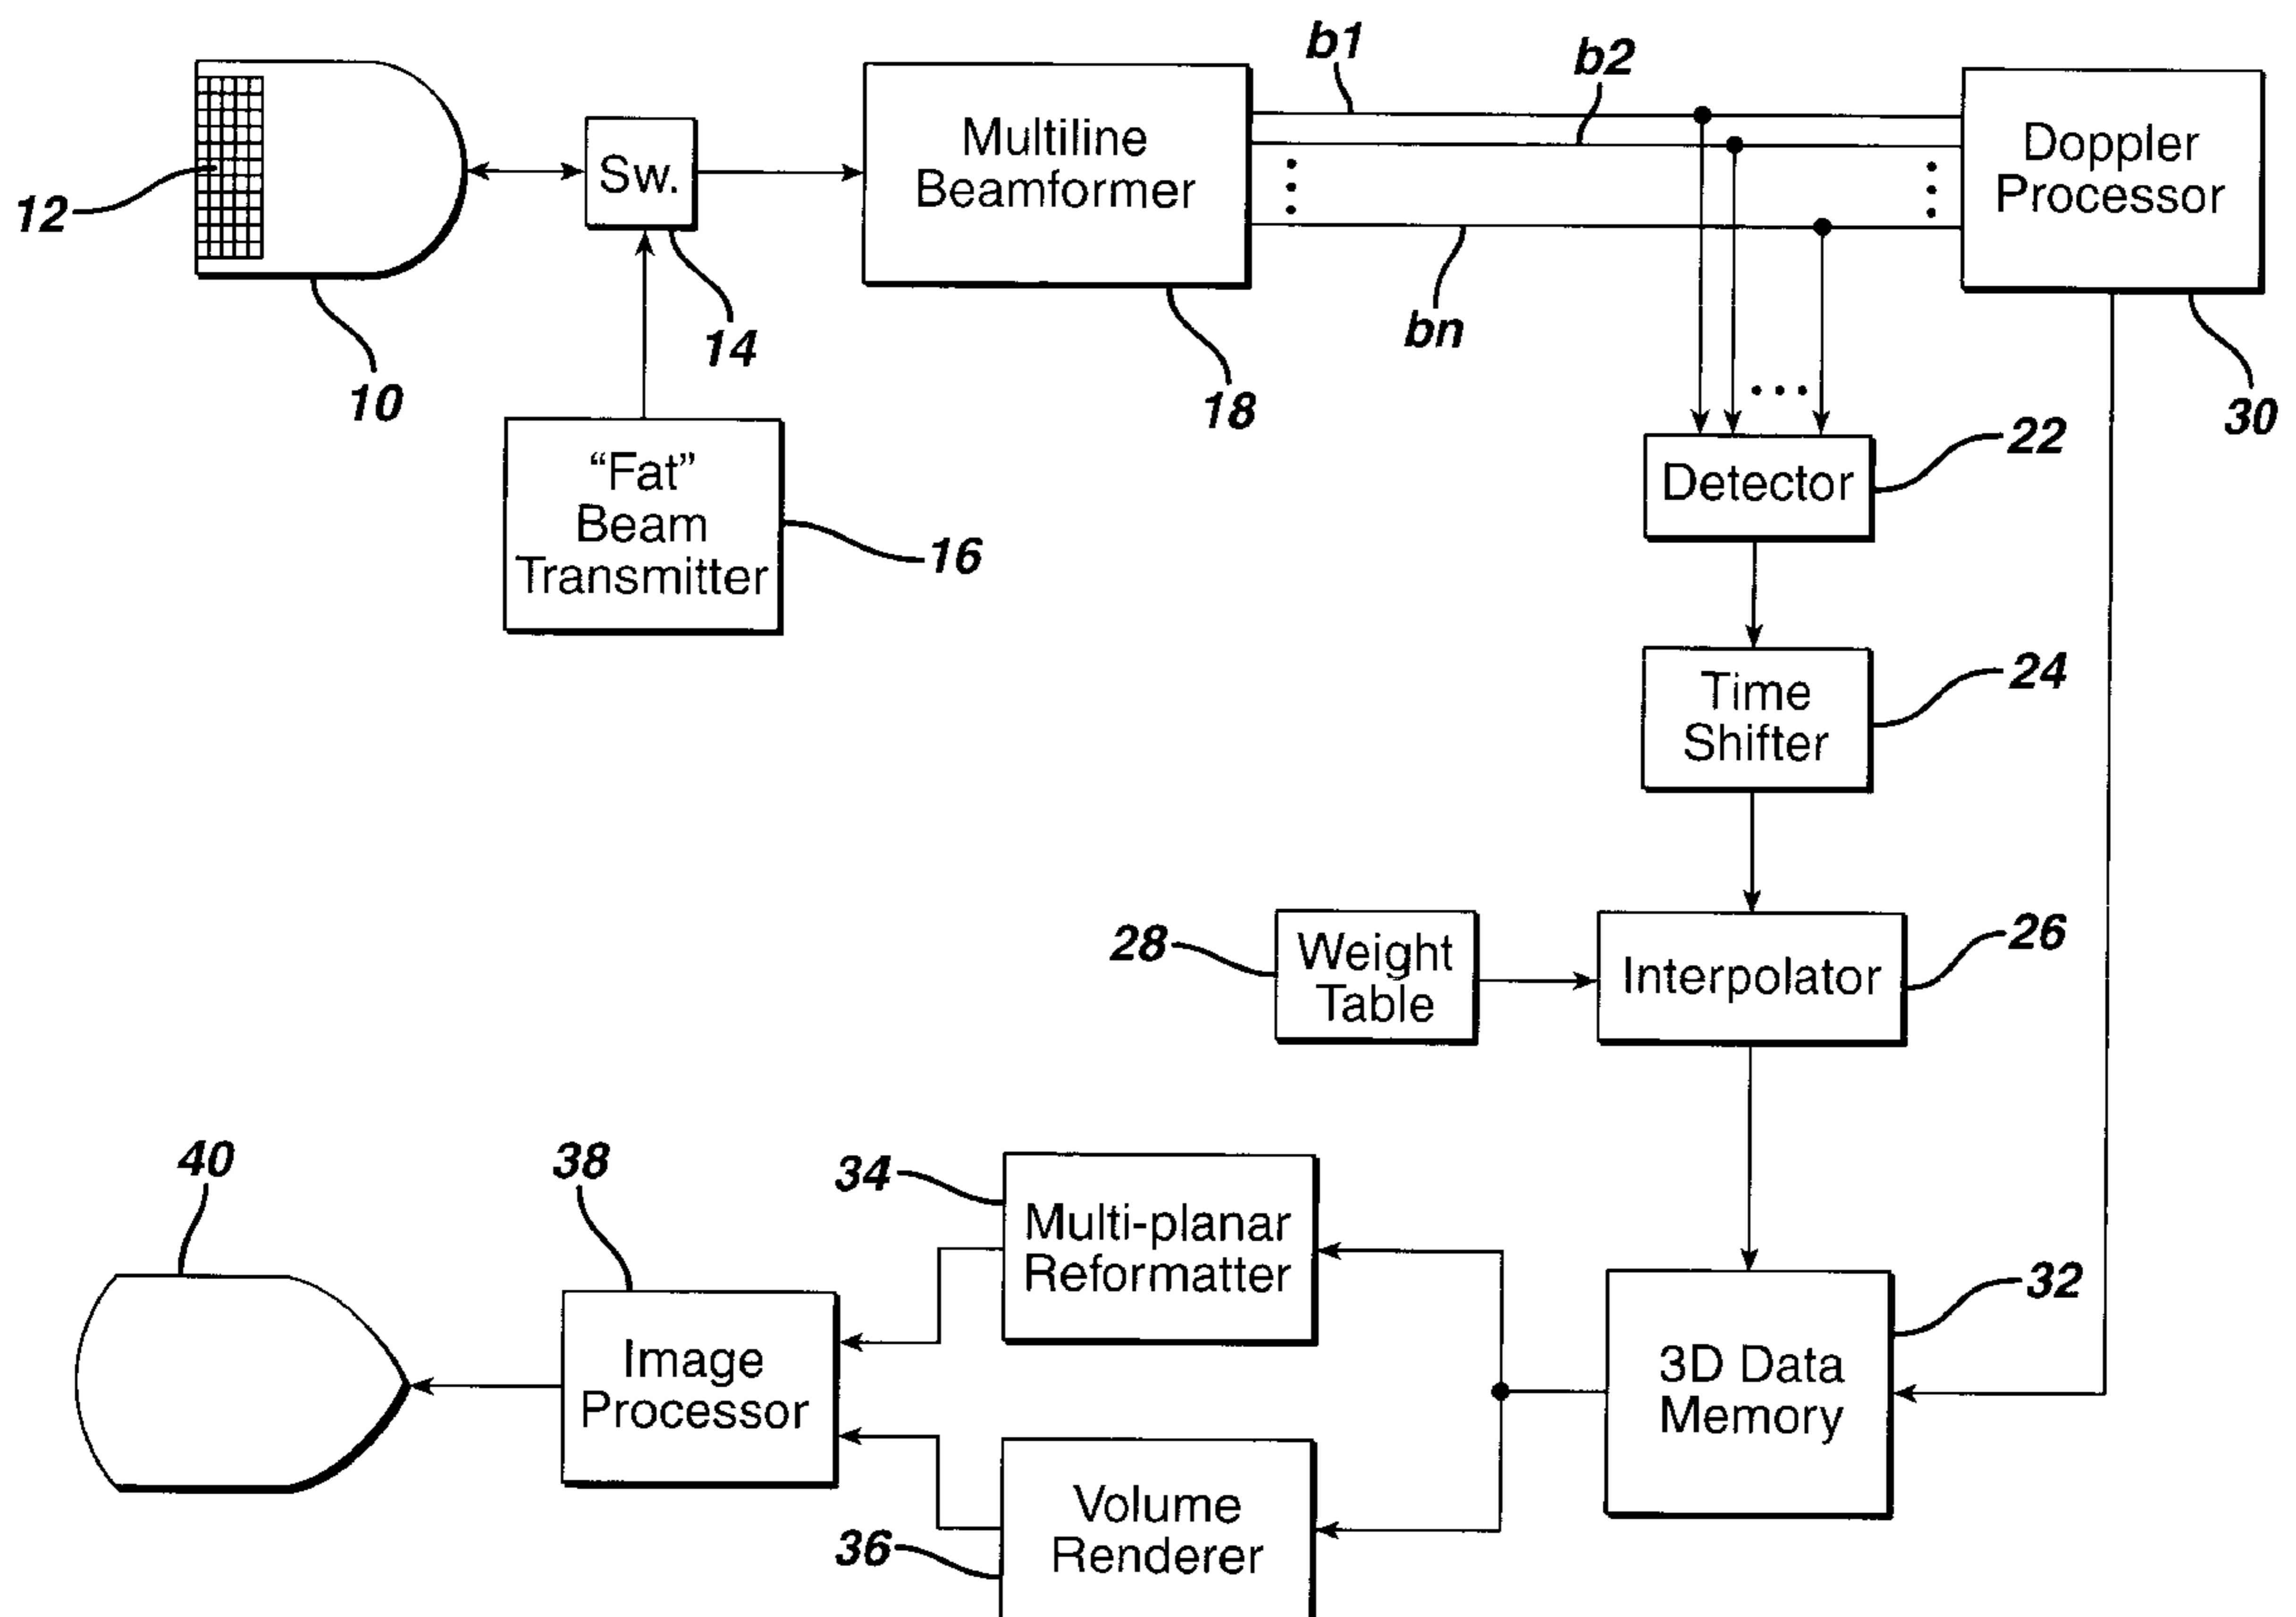 b1
b2
12
10
Sw.
14
Multiline
Beamformer
18
bn
Doppler
Processor
30
“Fat”
Beam
Transmitter
16
Detector
22
Time
Shifter
24
28
Weight
Table
Interpolator
26
40
38
34
Multi-planar
Reformatter
32
Image
Processor
3D Data
Memory
36
Volume
Renderer